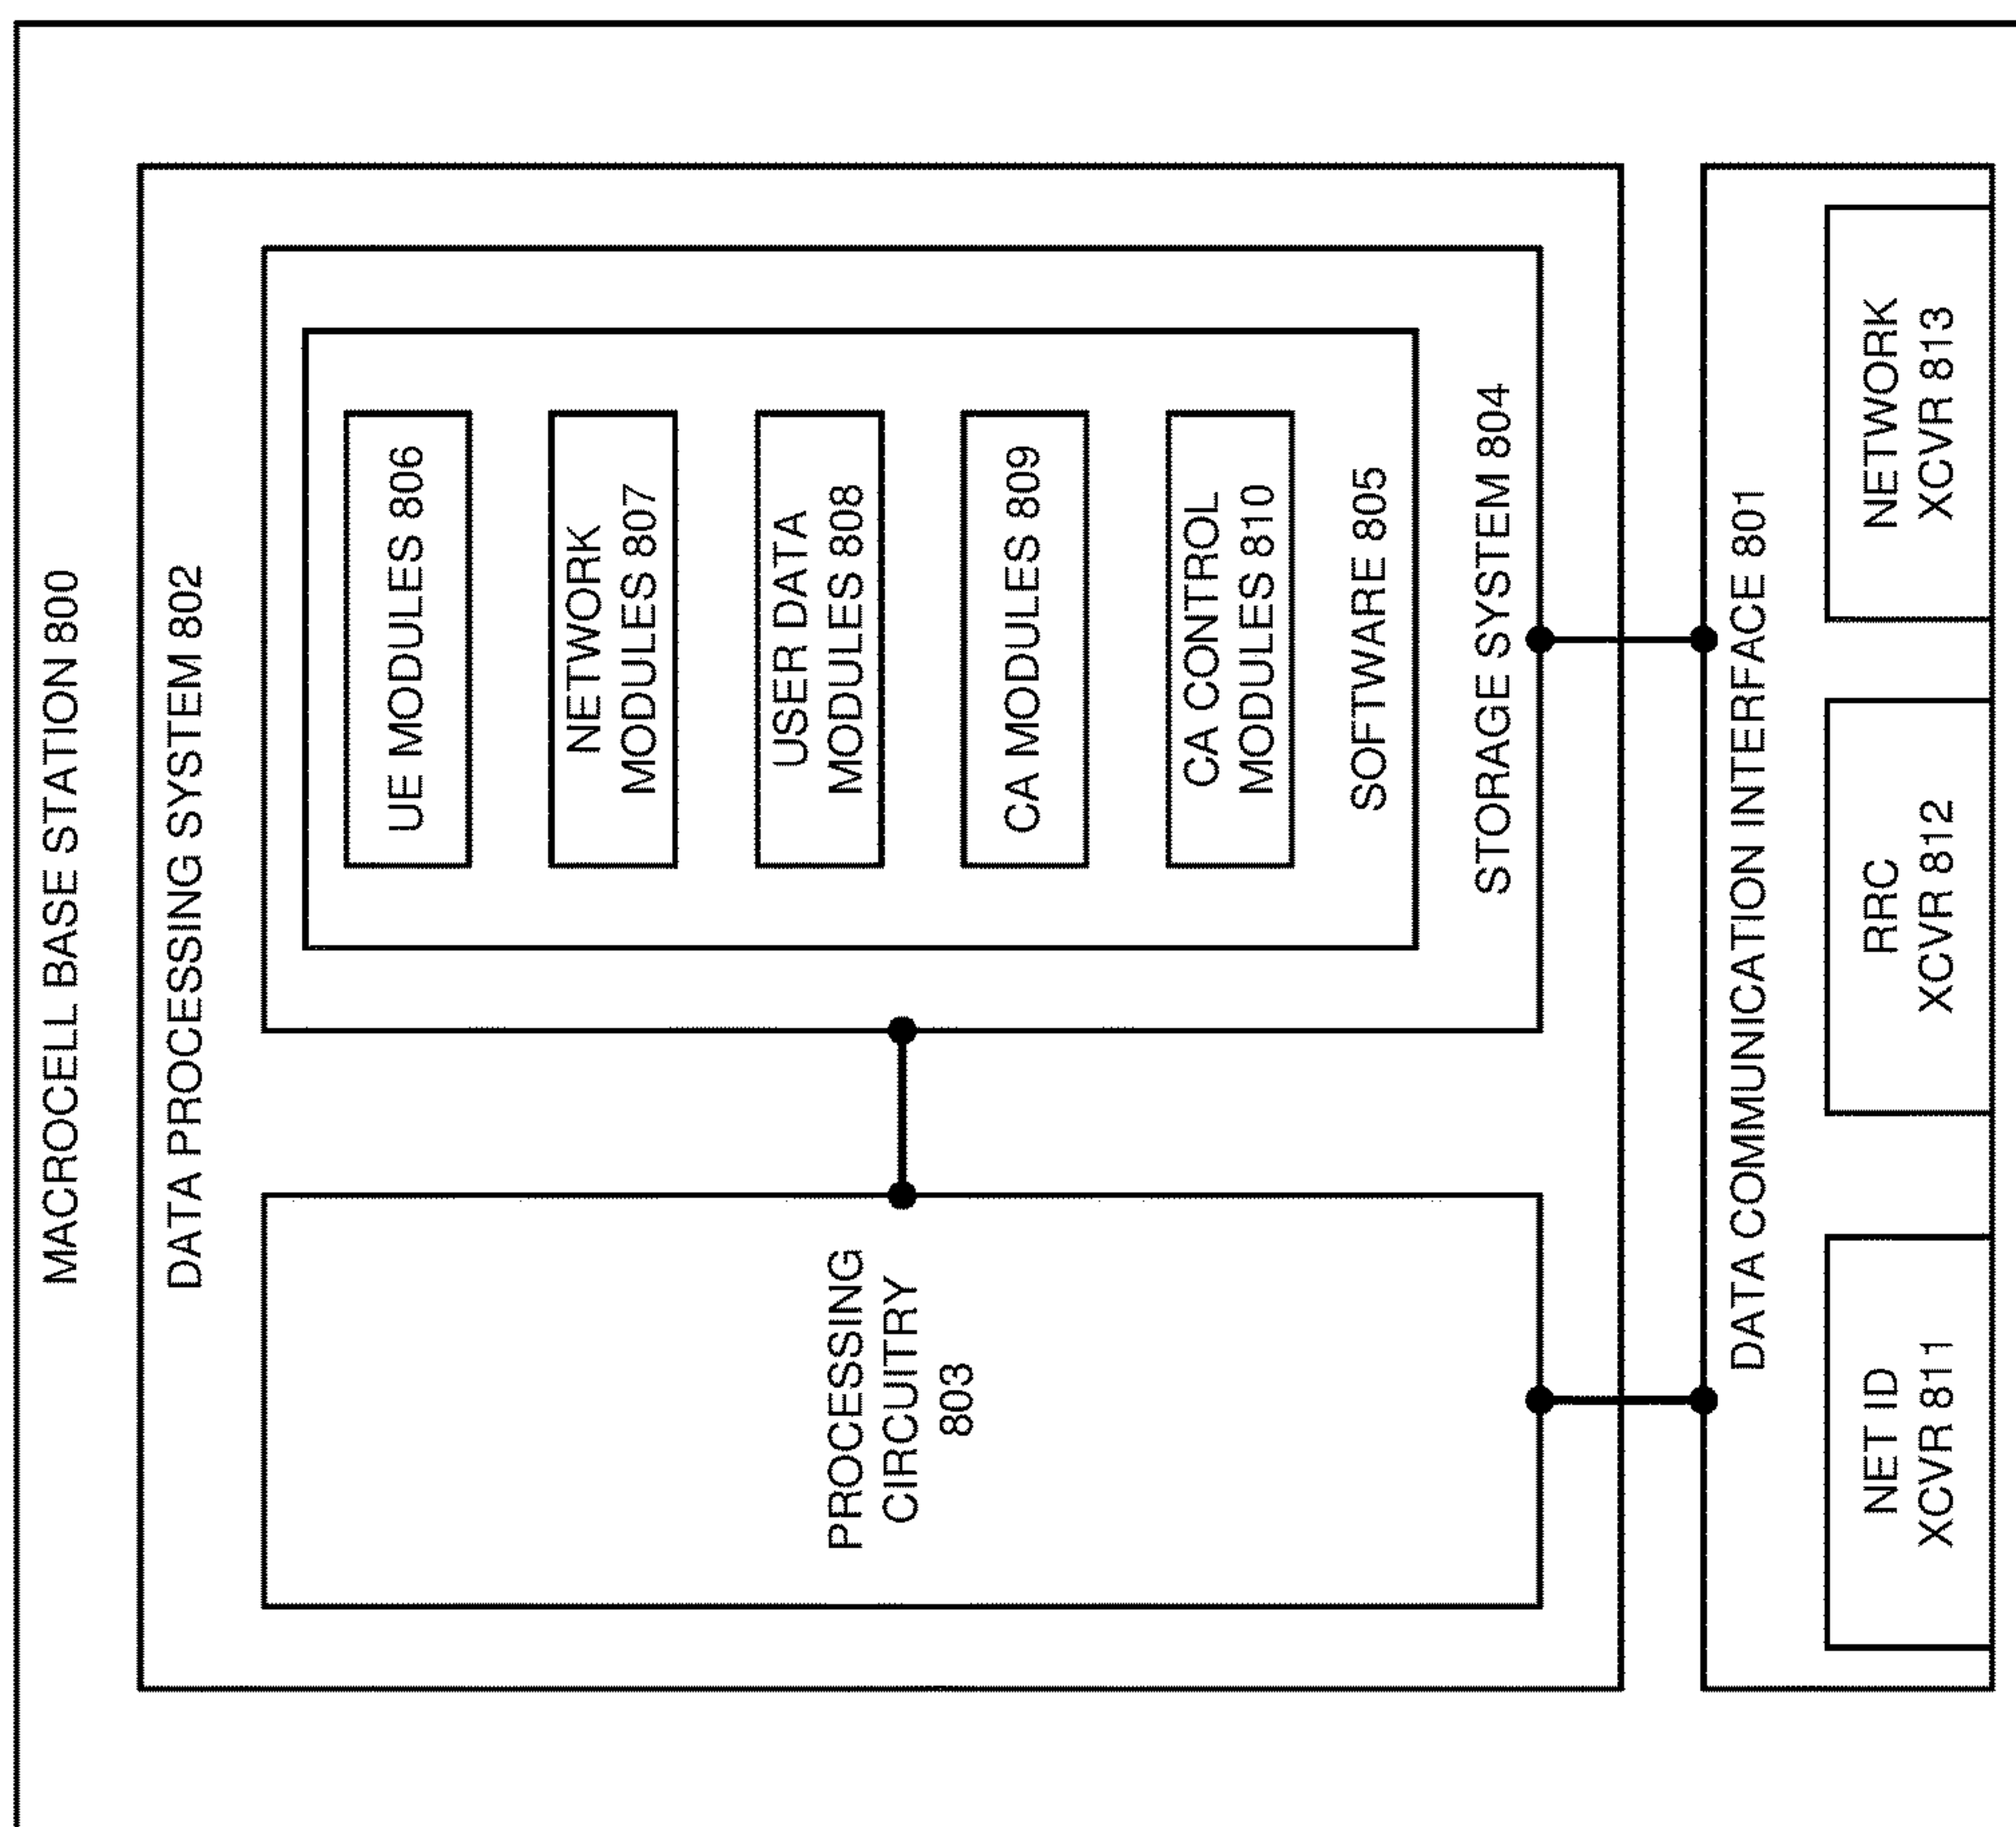 MACROCELL BASE STATION 800
DATA PROCESSING SYSTEM 802
PROCESSING
CIRCUITRY
803
UE MODULES 806
NETWORK
MODULES 807
USER DATA
MODULES 808
CA MODULES 809
CA CONTROL
MODULES 810
SOFTWARE 805
STORAGE SYSTEM 804
DATA COMMUNICATION INTERFACE 801
NET ID
XCVR 811
RRC
XCVR 812
NETWORK
XCVR 813